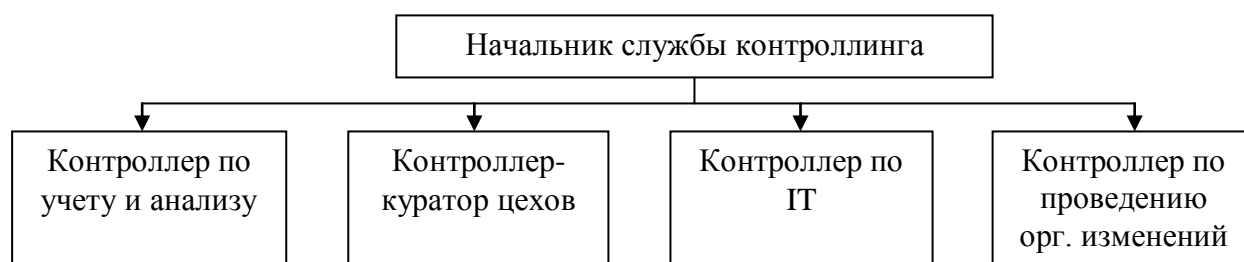 Начальник службы контроллинга
Контроллер по
учету и анализу
Контроллер-
куратор цехов
Контроллер по
IT
Контроллер по
проведению
орг. изменений